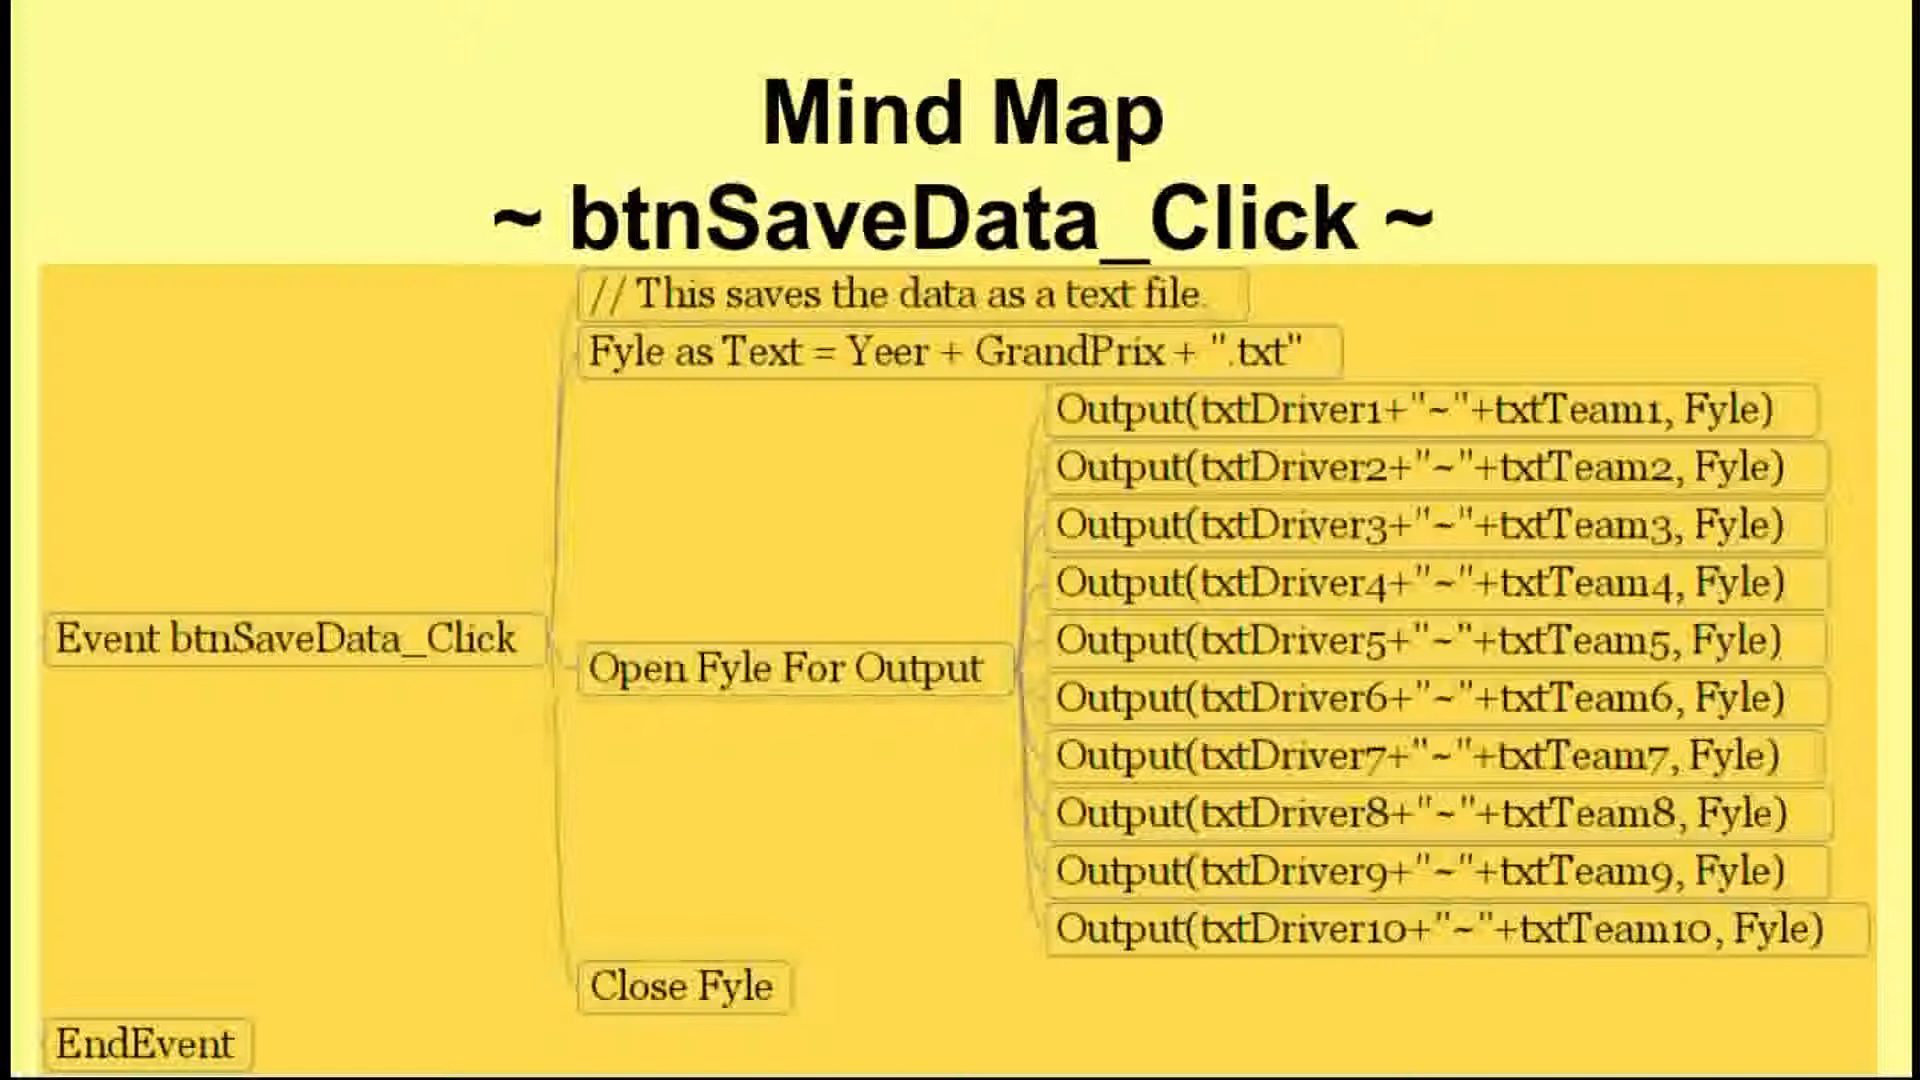 Mind Map
~ btnSaveData_Click ~
// This saves the data as a text file.
Fyle as Text = Yeer + GrandPrix + ".txt"
Output(txtDriver1+"~"+txtTeam1, Fyle)
Output(txtDriver2+"~"+txtTeam2, Fyle)
Output(txtDriver3+"~"+txtTeam3, Fyle)
Output(txtDriver4+"~"+txtTeam4, Fyle)
Event btnSaveData_Click
Open Fyle For Output
Output(txtDriver5+"~"+txtTeam5, Fyle)
Output(txtDriver6+"~"+txtTeam6, Fyle)
Output(txtDriver7+"~"+txtTeam7, Fyle)
Output(txtDriver8+"~"+txtTeam8, Fyle)
Output(txtDriver9+"~"+txtTeam9, Fyle)
Output(txtDriver10+"~"+txtTeam10, Fyle)
Close Fyle
EndEvent